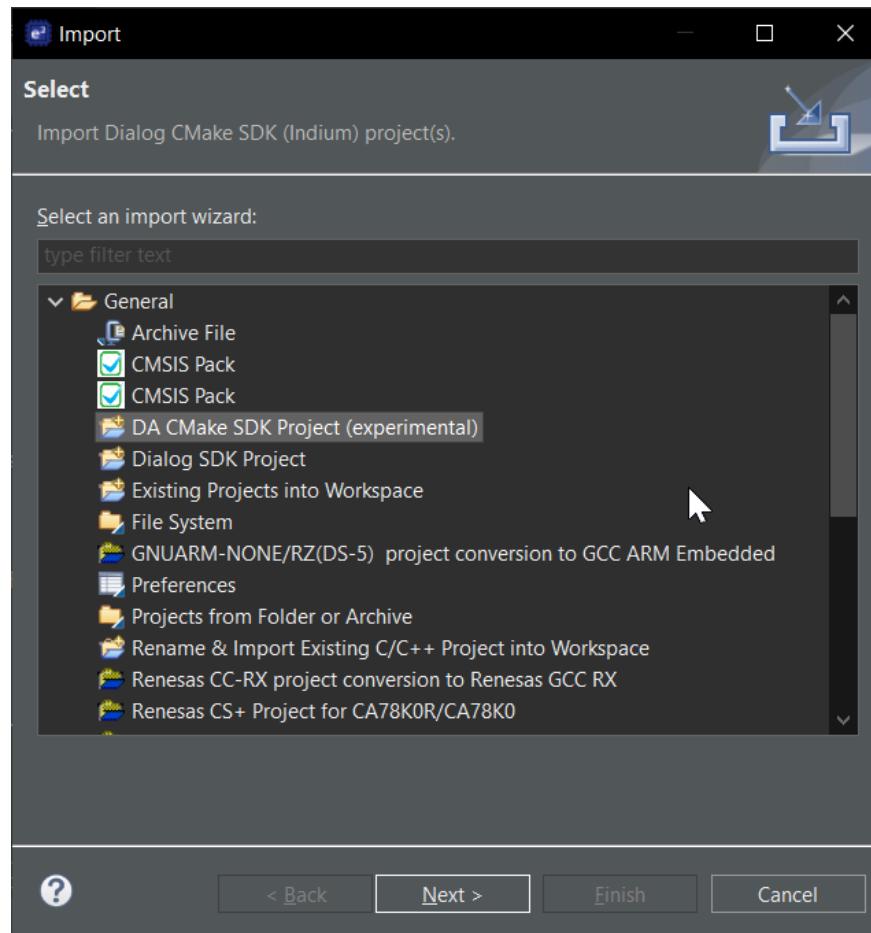 e²
Import
Select
Import Dialog CMake SDK (Indium) project(s).
Select an import wizard:
type filter text
General
Archive File
CMSIS Pack
CMSIS Pack
DA CMake SDK Project (experimental)
Dialog SDK Project
Existing Projects into Workspace
File System
GNUARM-NONE/RZ(DS-5)  project conversion to GCC ARM Embedded
Preferences
Projects from Folder or Archive
Rename & Import Existing C/C++ Project into Workspace
Renesas CC-RX project conversion to Renesas GCC RX
Renesas CS+ Project for CA78K0R/CA78K0
?
< Back
Next >
Finish
Cancel